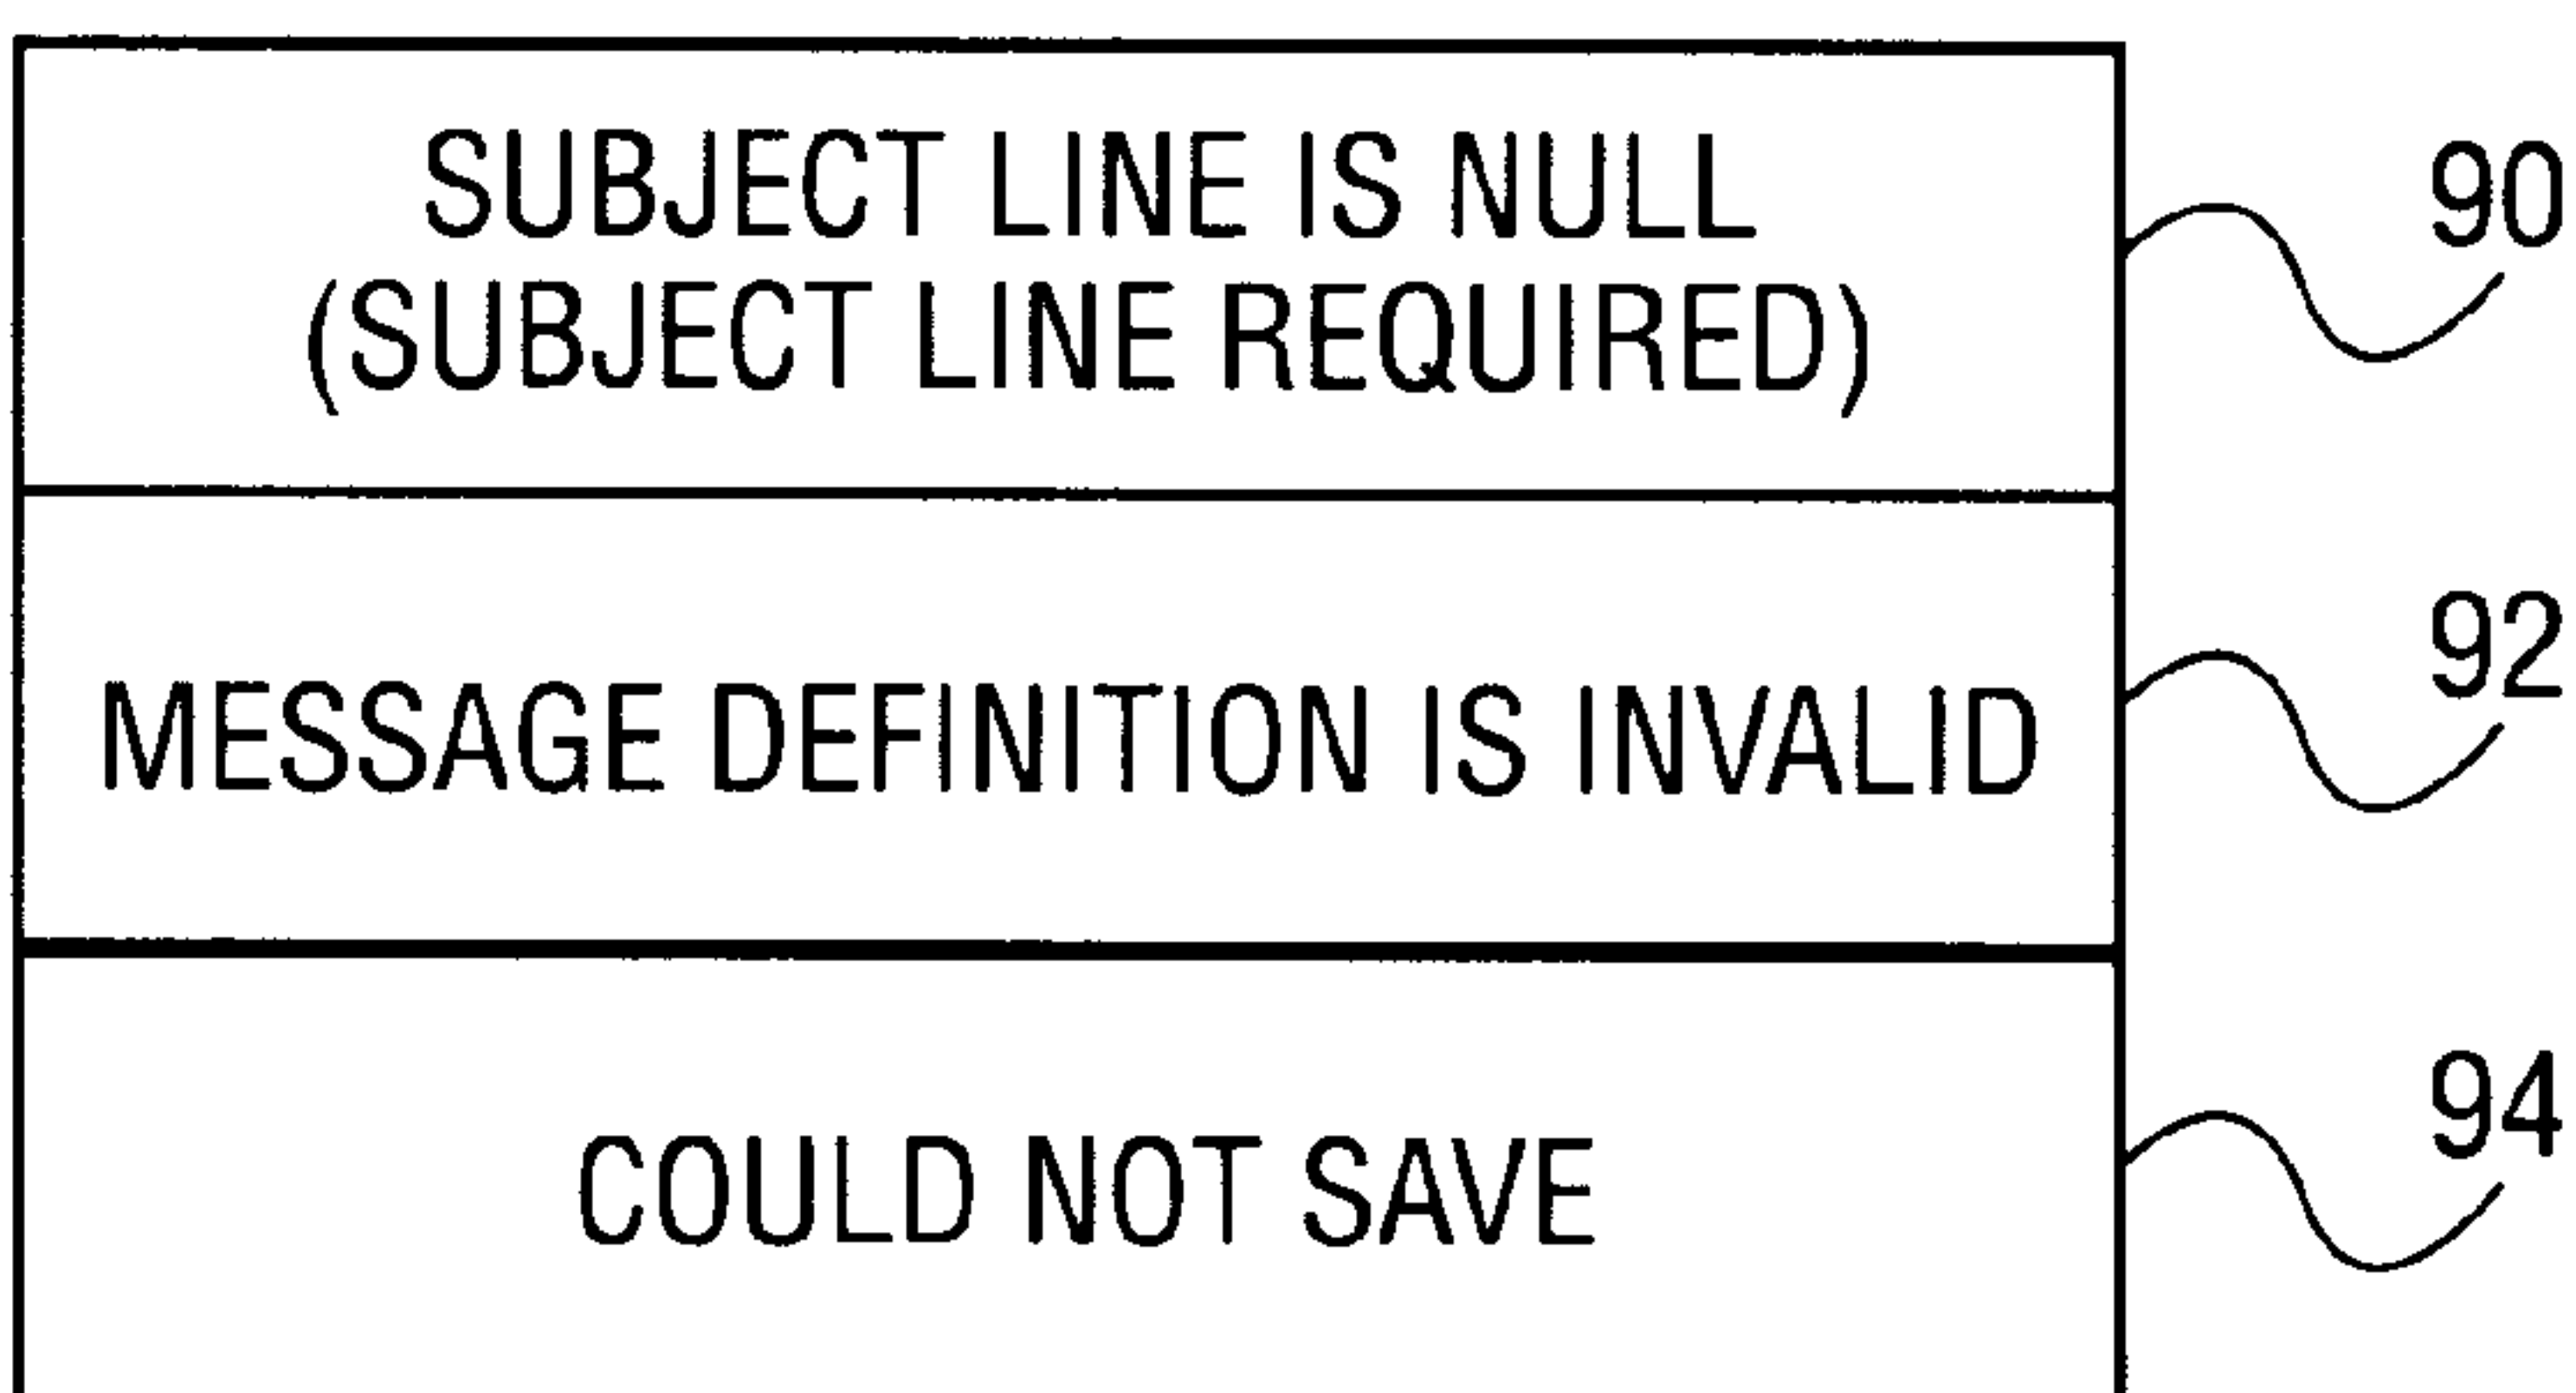 SUBJECT LINE IS NULL
(SUBJECT LINE REQUIRED)
90
MESSAGE DEFINITION IS INVALID
92
COULD NOT SAVE
94